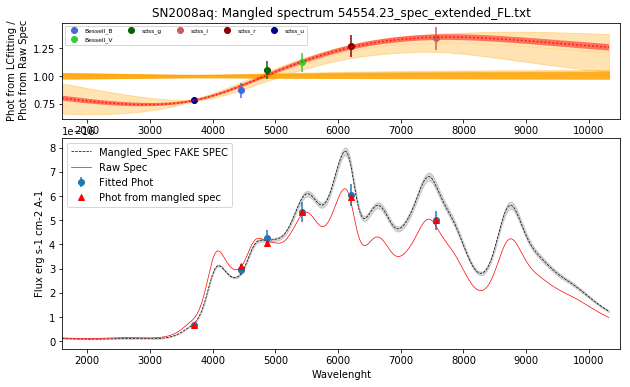 SN2008aq: Mangled spectrum 54554.23_spec_extended_FL.txt
Phot from LCfitting /
Phot from Raw Spec
1.25
1.00
0.75
Bessell_B
Bessell_V
sdss_g
sdss_i
sdss_r
sdss_u
2000 3000 4000 5000 6000 7000 8000 9000 10000
1e−16
Flux erg s-1 cm-2 A-1
8
7
6
5
4
3
2
1
0
Mangled_Spec FAKE SPEC
Raw Spec
Fitted Phot
Phot from mangled spec
2000 3000 4000 5000 6000 7000 8000 9000 10000
Wavelenght